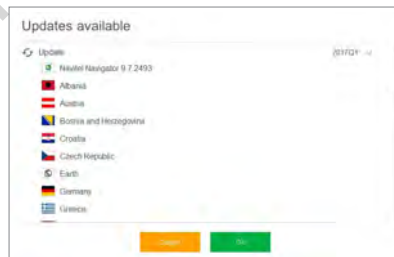 Updates available
Update
Navitel Navigator 9.7.2493
Albania
Austria
Bosnia and Herzegovina
Croatia
Czech Republic
Earth
Germany
Greece
Cancel